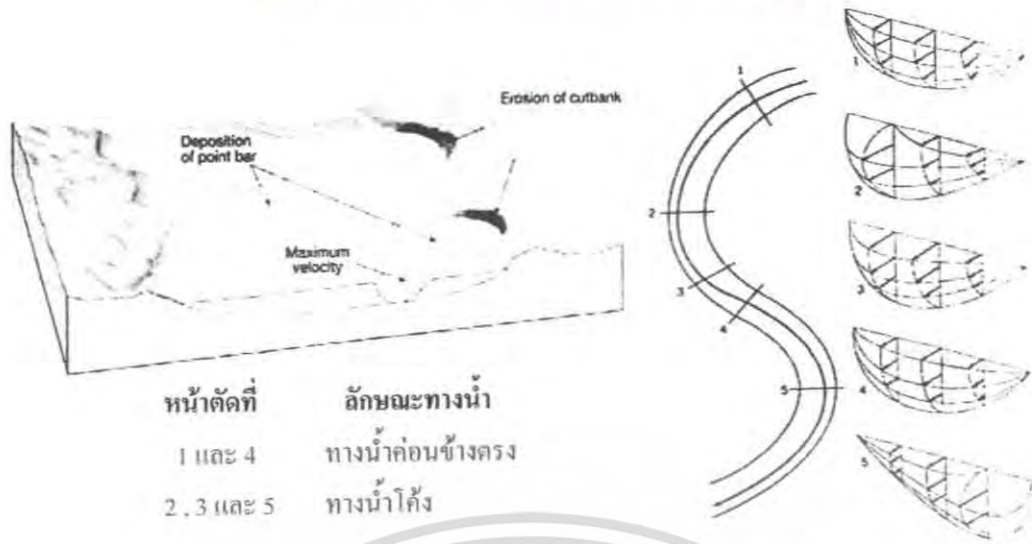 Erosion of cutbank
Deposition
of point bar
Maximum
velocity
1
2
3
4
5
1
2
3
4
5
หน้าตัดที่ ลักษณะทางน้ำ
1 และ 4 ทางน้ำค่อนข้างตรง
2 , 3 และ 5 ทางน้ำโค้ง